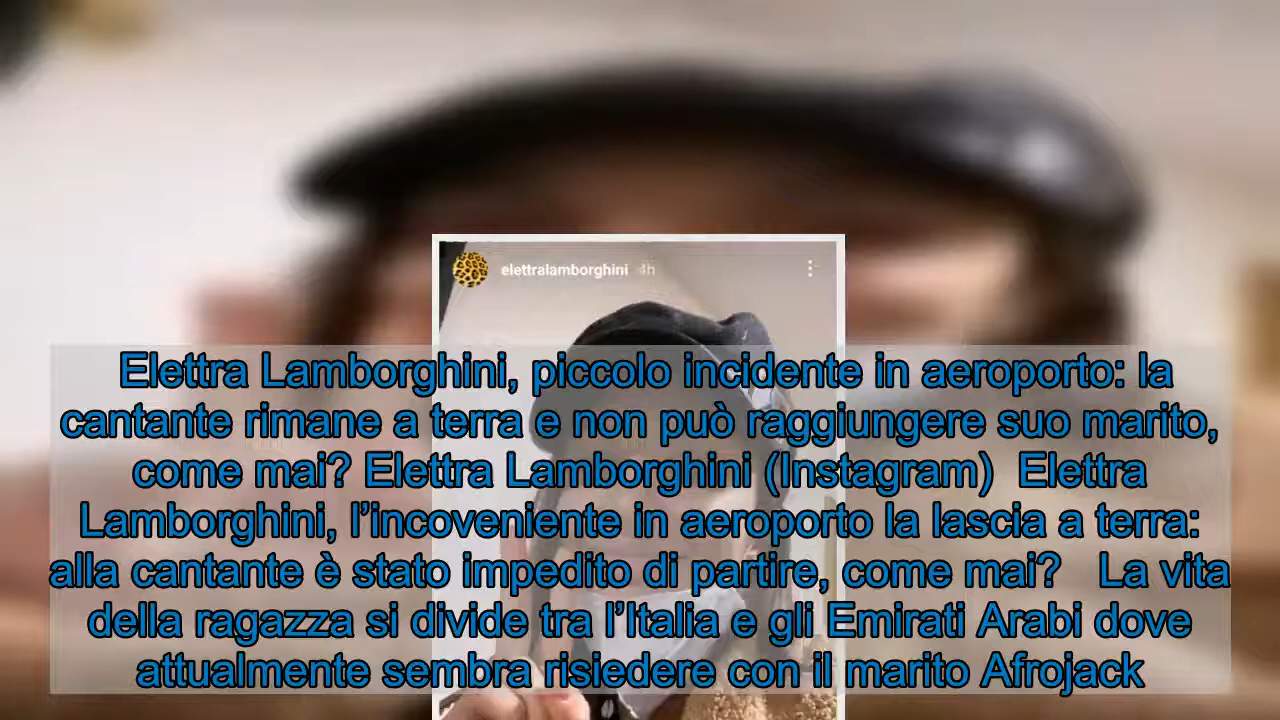 elettralamborghini 4h
Elettra Lamborghini, piccolo incidente in aeroporto: la
cantante rimane a terra e non può raggiungere suo marito,
come mai? Elettra Lamborghini (Instagram)  Elettra
Lamborghini, l’incoveniente in aeroporto la lascia a terra:
alla cantante è stato impedito di partire, come mai?   La vita
della ragazza si divide tra l’Italia e gli Emirati Arabi dove
attualmente sembra risiedere con il marito Afrojack